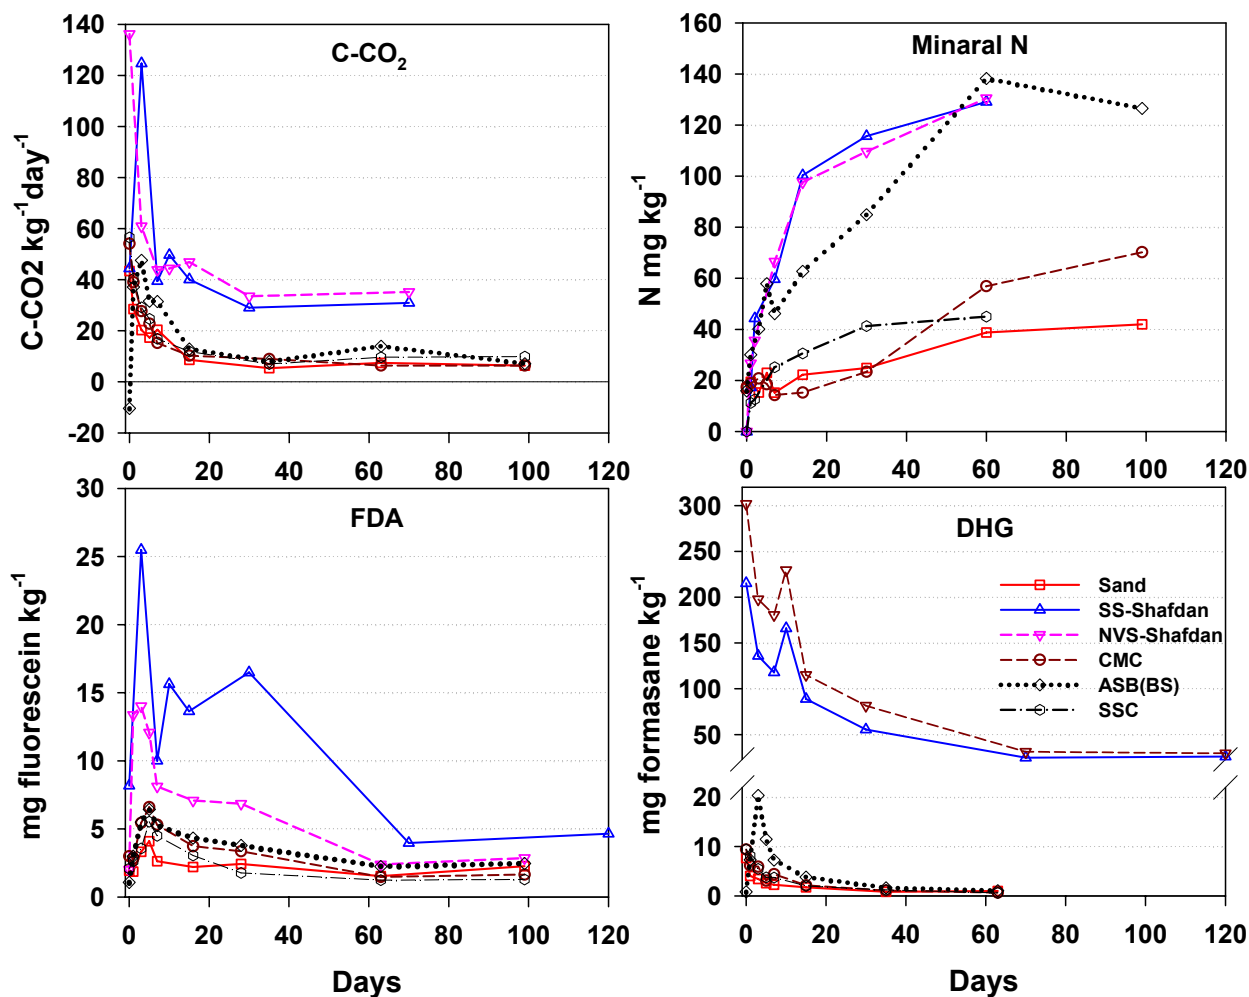 140
120
100
80
60
40
20
0
-20
C-CO2 kg⁻¹day⁻¹
C-CO₂
0 20 40 60 80 100 120
160
140
120
100
80
60
40
20
0
N mg kg⁻¹
Minaral N
0 20 40 60 80 100 120
30
25
20
15
10
5
0
mg fluorescein kg⁻¹
FDA
0 20 40 60 80 100 120
Days
300
250
200
150
100
50
20
10
0
mg formasane kg⁻¹
DHG
Sand
SS-Shafdan
NVS-Shafdan
CMC
ASB(BS)
SSC
0 20 40 60 80 100 120
Days